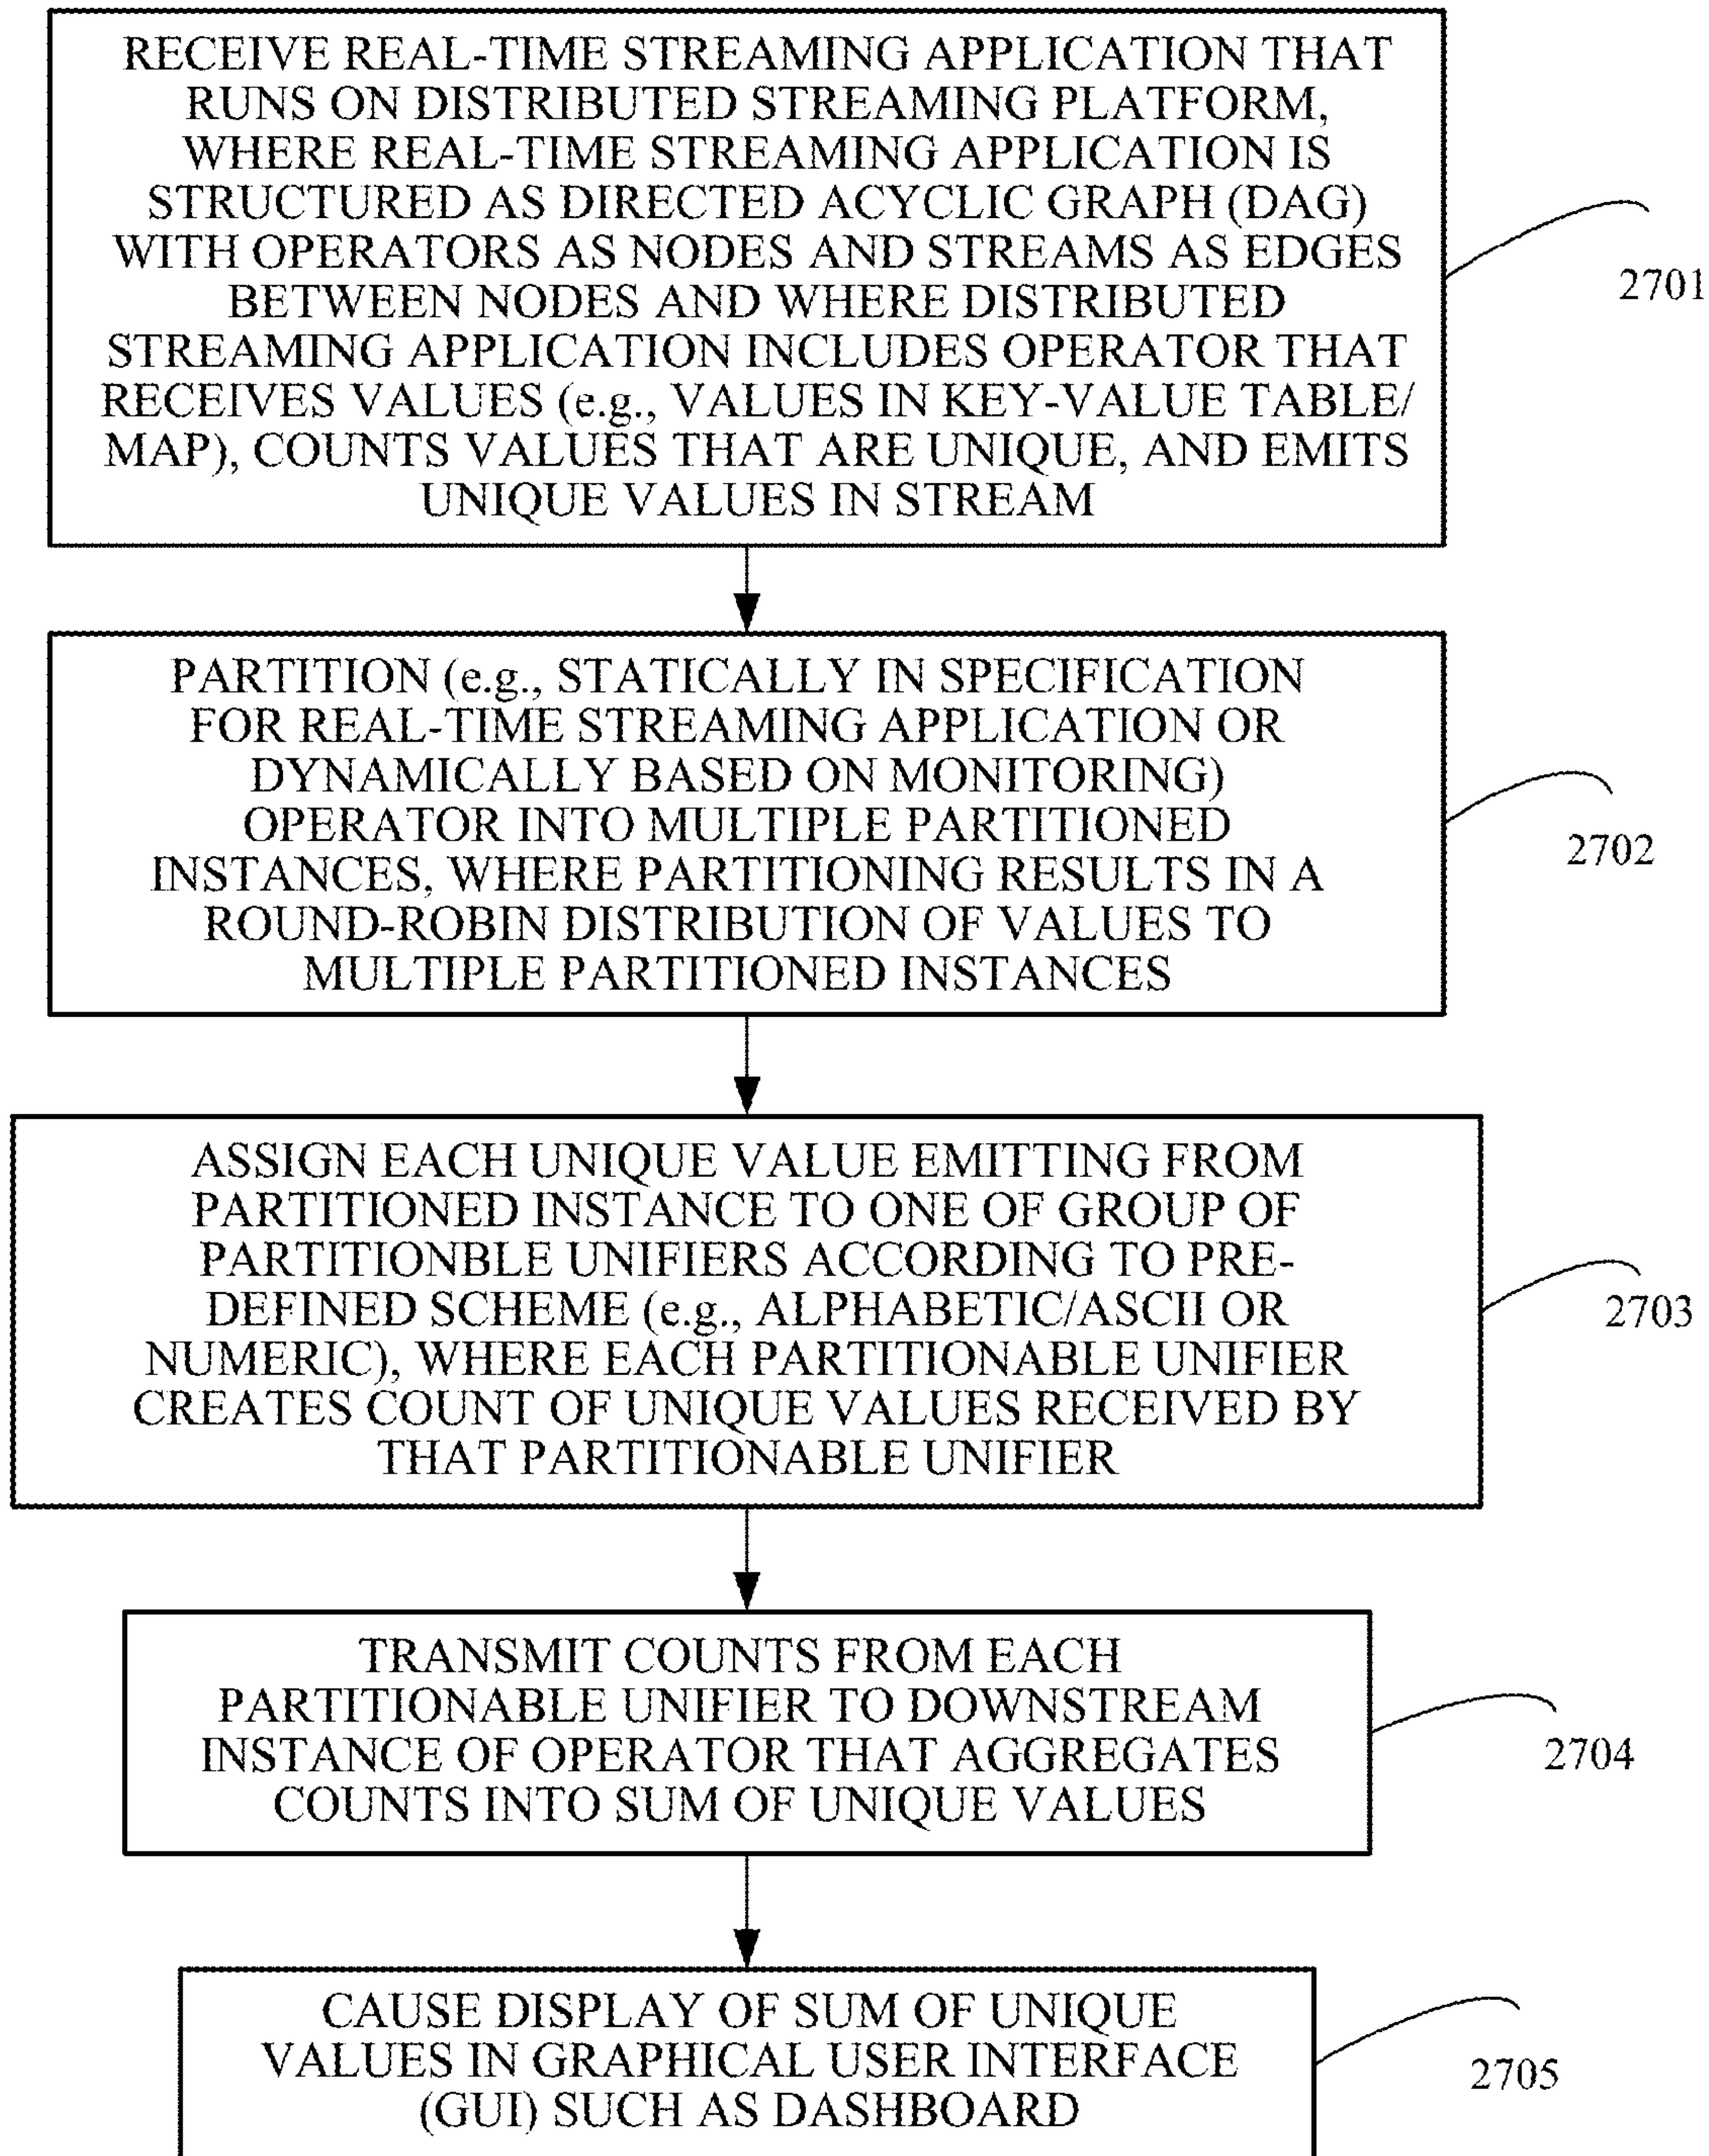 RECEIVE REAL-TIME STREAMING APPLICATION THAT
RUNS ON DISTRIBUTED STREAMING PLATFORM,
WHERE REAL-TIME STREAMING APPLICATION IS
STRUCTURED AS DIRECTED ACYCLIC GRAPH (DAG)
WITH OPERATORS AS NODES AND STREAMS AS EDGES
BETWEEN NODES AND WHERE DISTRIBUTED
STREAMING APPLICATION INCLUDES OPERATOR THAT
RECEIVES VALUES (e.g., VALUES IN KEY-VALUE TABLE/
MAP), COUNTS VALUES THAT ARE UNIQUE, AND EMITS
UNIQUE VALUES IN STREAM
2701
PARTITION (e.g., STATICALLY IN SPECIFICATION
FOR REAL-TIME STREAMING APPLICATION OR
DYNAMICALLY BASED ON MONITORING)
OPERATOR INTO MULTIPLE PARTITIONED
INSTANCES, WHERE PARTITIONING RESULTS IN A
ROUND-ROBIN DISTRIBUTION OF VALUES TO
MULTIPLE PARTITIONED INSTANCES
2702
ASSIGN EACH UNIQUE VALUE EMITTING FROM
PARTITIONED INSTANCE TO ONE OF GROUP OF
PARTITIONBLE UNIFIERS ACCORDING TO PRE-
DEFINED SCHEME (e.g., ALPHABETIC/ASCII OR
NUMERIC), WHERE EACH PARTITIONABLE UNIFIER
CREATES COUNT OF UNIQUE VALUES RECEIVED BY
THAT PARTITIONABLE UNIFIER
2703
TRANSMIT COUNTS FROM EACH
PARTITIONABLE UNIFIER TO DOWNSTREAM
INSTANCE OF OPERATOR THAT AGGREGATES
COUNTS INTO SUM OF UNIQUE VALUES
2704
CAUSE DISPLAY OF SUM OF UNIQUE
VALUES IN GRAPHICAL USER INTERFACE
(GUI) SUCH AS DASHBOARD
2705